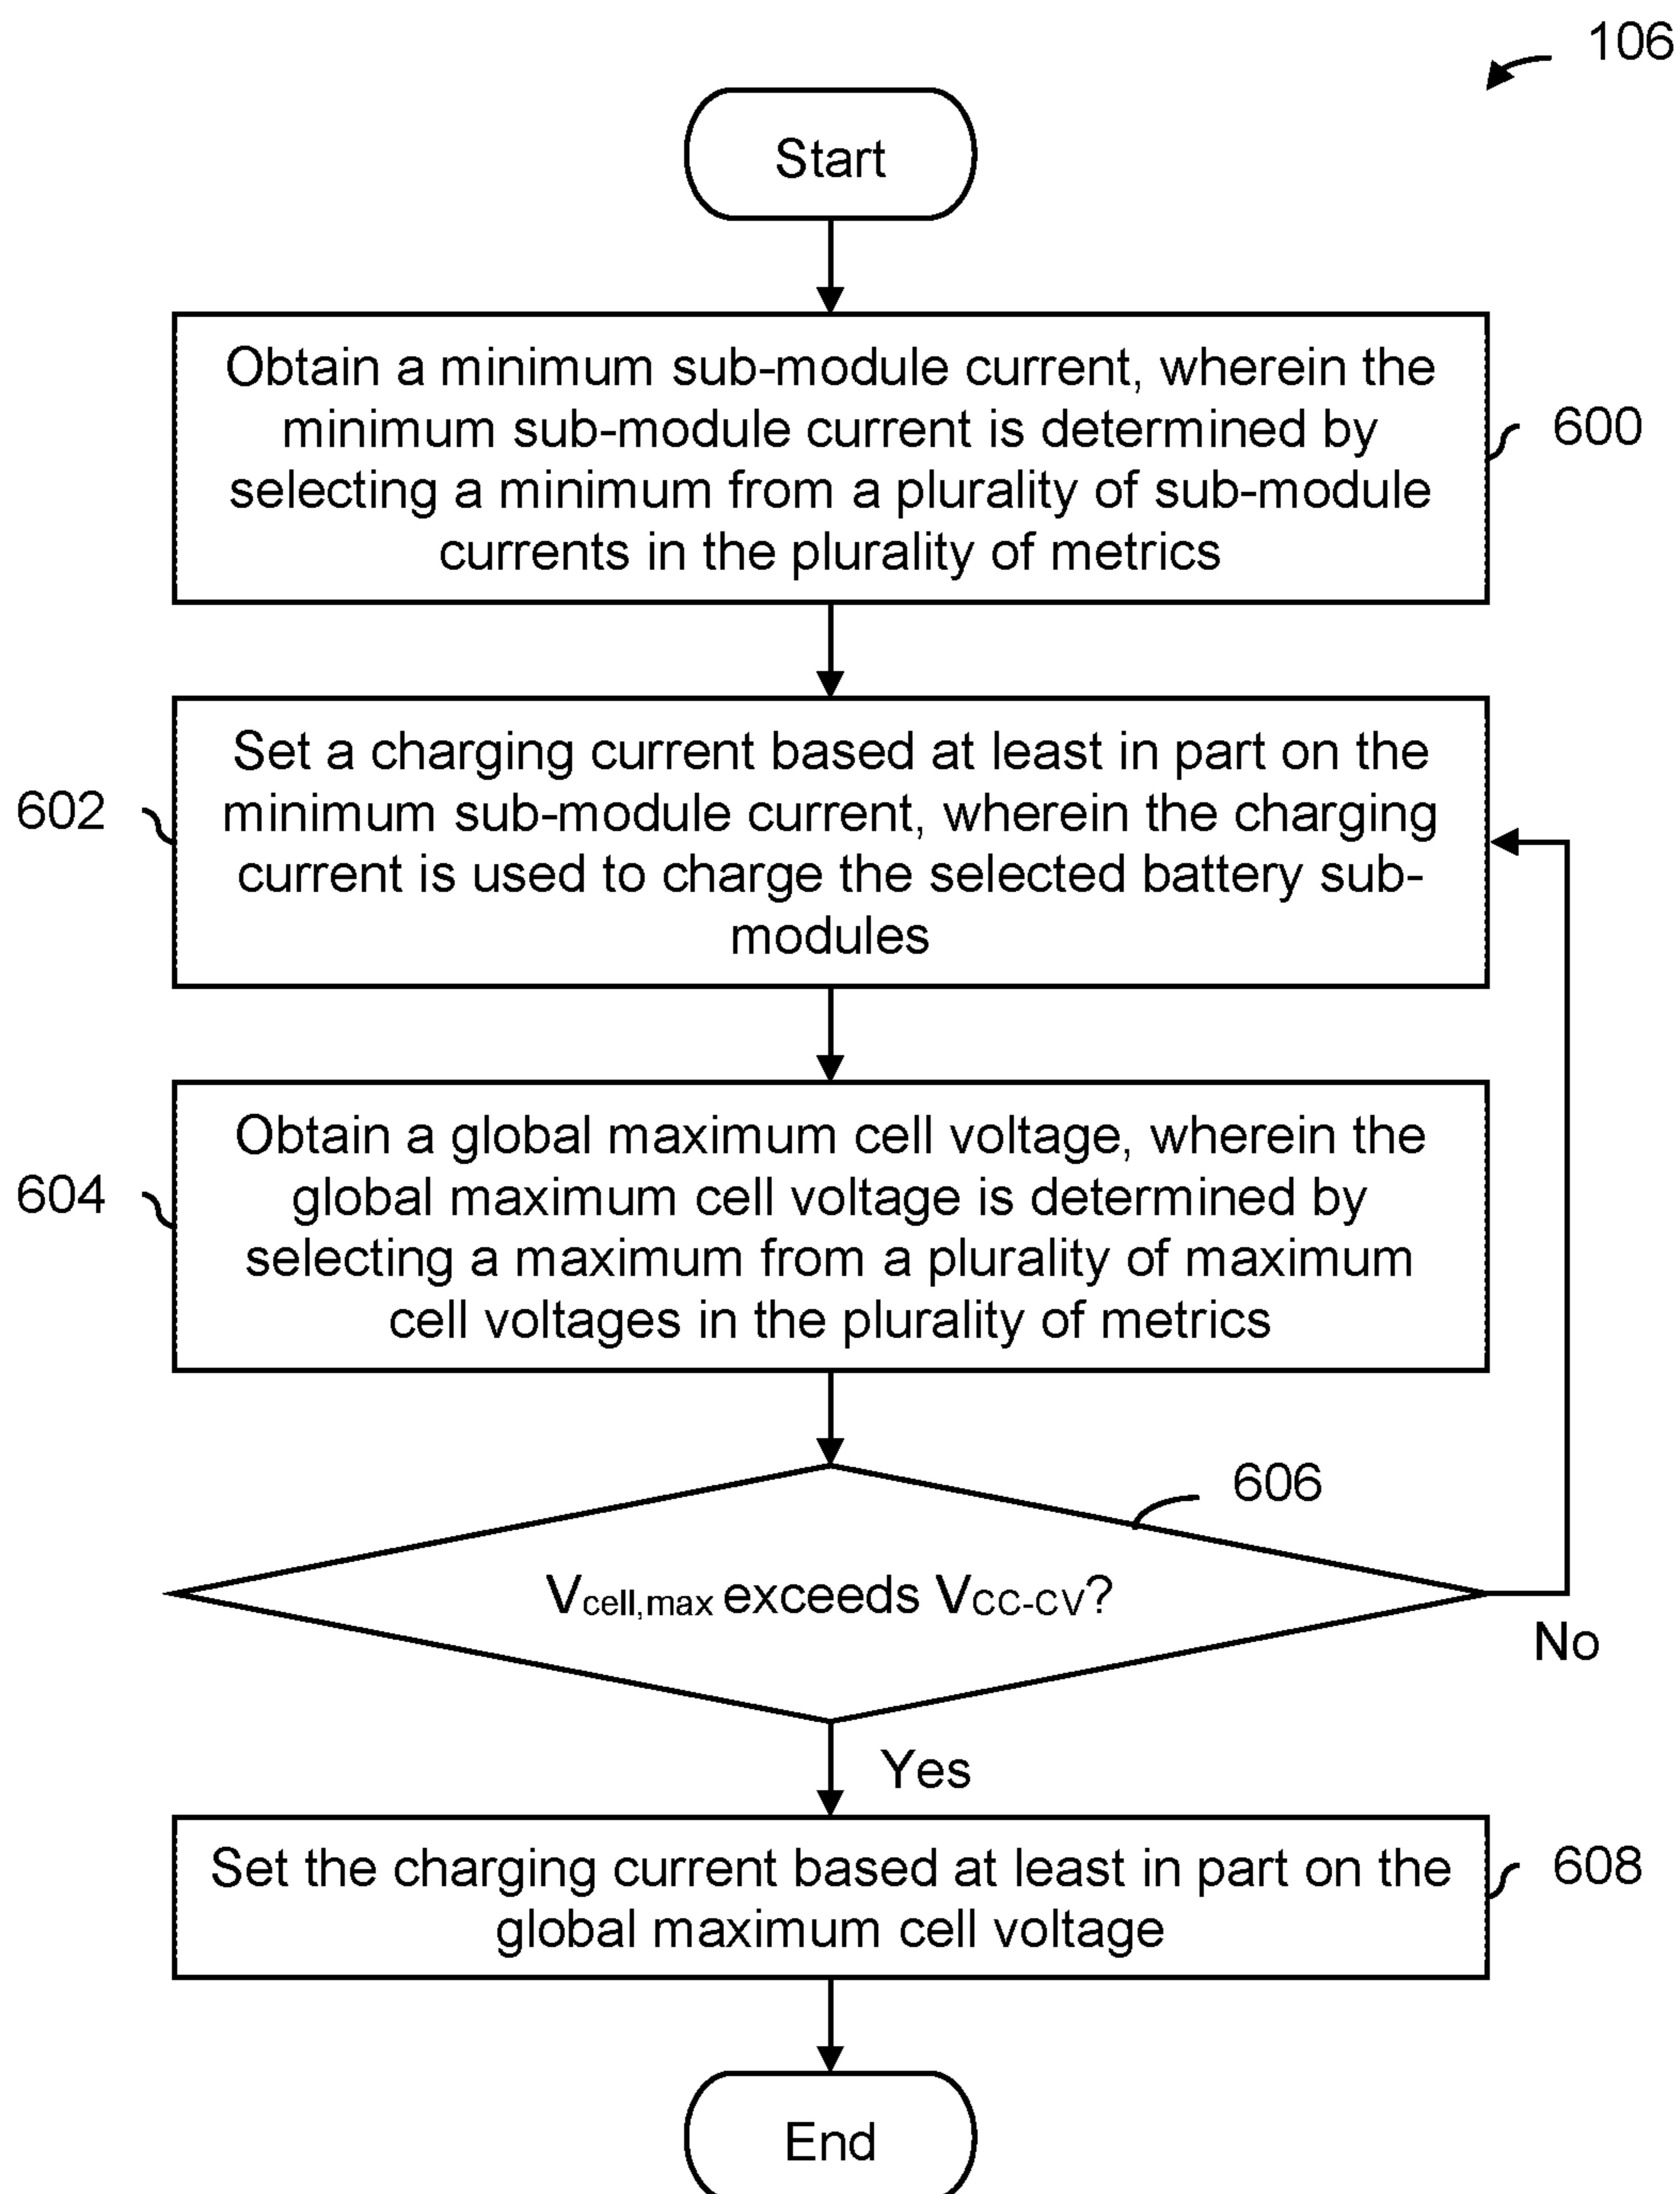 106
Start
Obtain a minimum sub-module current, wherein the
minimum sub-module current is determined by
selecting a minimum from a plurality of sub-module
currents in the plurality of metrics
600
Set a charging current based at least in part on the
minimum sub-module current, wherein the charging
current is used to charge the selected battery sub-
modules
602
Obtain a global maximum cell voltage, wherein the
global maximum cell voltage is determined by
selecting a maximum from a plurality of maximum
cell voltages in the plurality of metrics
604
606
Vcell,max exceeds VCC-CV?
No
Yes
Set the charging current based at least in part on the
global maximum cell voltage
608
End